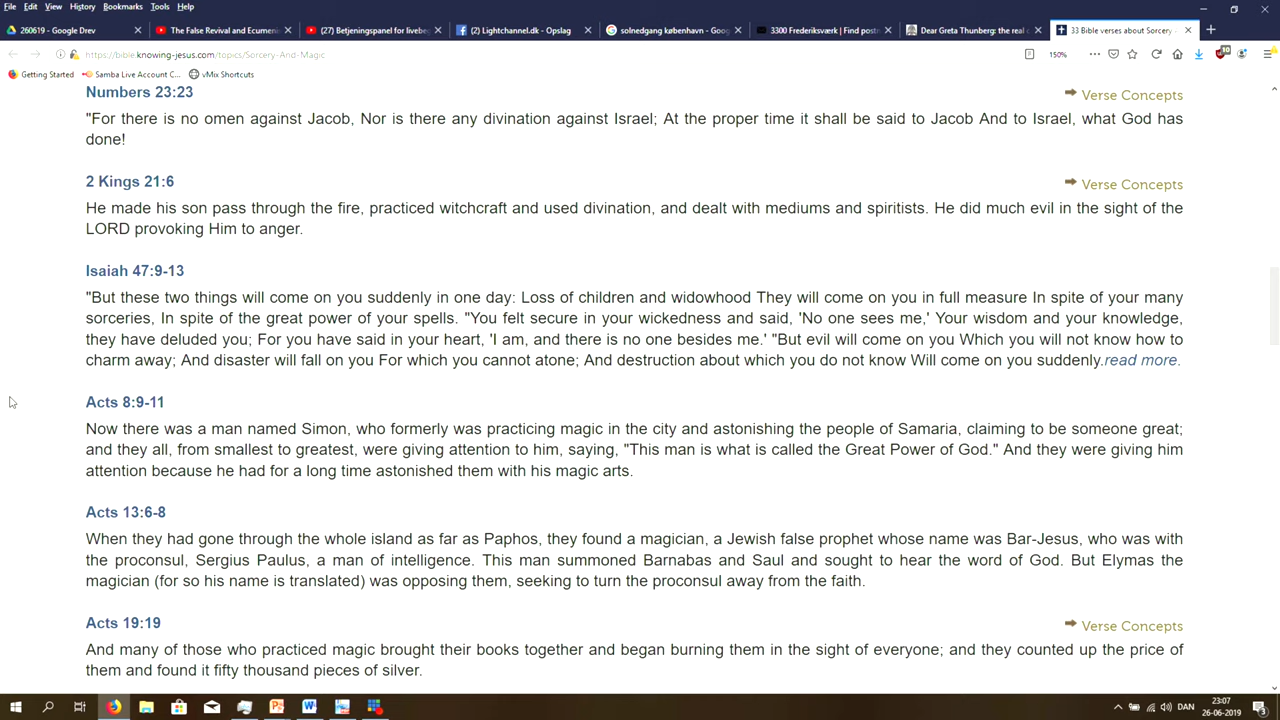 File Edit View History Bookmarks Tools Help
260619 - Google Drev
The False Revival and Ecumeni
(27) Betjeningspanel for livebe
(2) Lightchannel.dk - Opslag
solnedgang københavn - Goog
3300 Frederiksværk | Find postn
Dear Greta Thunberg: the real c
33 Bible verses about Sorcery
https://bible.knowing-jesus.com/topics/Sorcery-And-Magic
150%
10
Getting Started
Samba Live Account C...
vMix Shortcuts
Numbers 23:23
Verse Concepts
"For there is no omen against Jacob, Nor is there any divination against Israel; At the proper time it shall be said to Jacob And to Israel, what God has
done!
2 Kings 21:6
Verse Concepts
He made his son pass through the fire, practiced witchcraft and used divination, and dealt with mediums and spiritists. He did much evil in the sight of the
LORD provoking Him to anger.
Isaiah 47:9-13
"But these two things will come on you suddenly in one day: Loss of children and widowhood They will come on you in full measure In spite of your many
sorceries, In spite of the great power of your spells. "You felt secure in your wickedness and said, 'No one sees me,' Your wisdom and your knowledge,
they have deluded you; For you have said in your heart, 'I am, and there is no one besides me.' "But evil will come on you Which you will not know how to
charm away; And disaster will fall on you For which you cannot atone; And destruction about which you do not know Will come on you suddenly.read more.
Acts 8:9-11
Now there was a man named Simon, who formerly was practicing magic in the city and astonishing the people of Samaria, claiming to be someone great;
and they all, from smallest to greatest, were giving attention to him, saying, "This man is what is called the Great Power of God." And they were giving him
attention because he had for a long time astonished them with his magic arts.
Acts 13:6-8
When they had gone through the whole island as far as Paphos, they found a magician, a Jewish false prophet whose name was Bar-Jesus, who was with
the proconsul, Sergius Paulus, a man of intelligence. This man summoned Barnabas and Saul and sought to hear the word of God. But Elymas the
magician (for so his name is translated) was opposing them, seeking to turn the proconsul away from the faith.
Acts 19:19
Verse Concepts
And many of those who practiced magic brought their books together and began burning them in the sight of everyone; and they counted up the price of
them and found it fifty thousand pieces of silver.
DAN
23:07
26-06-2019
3